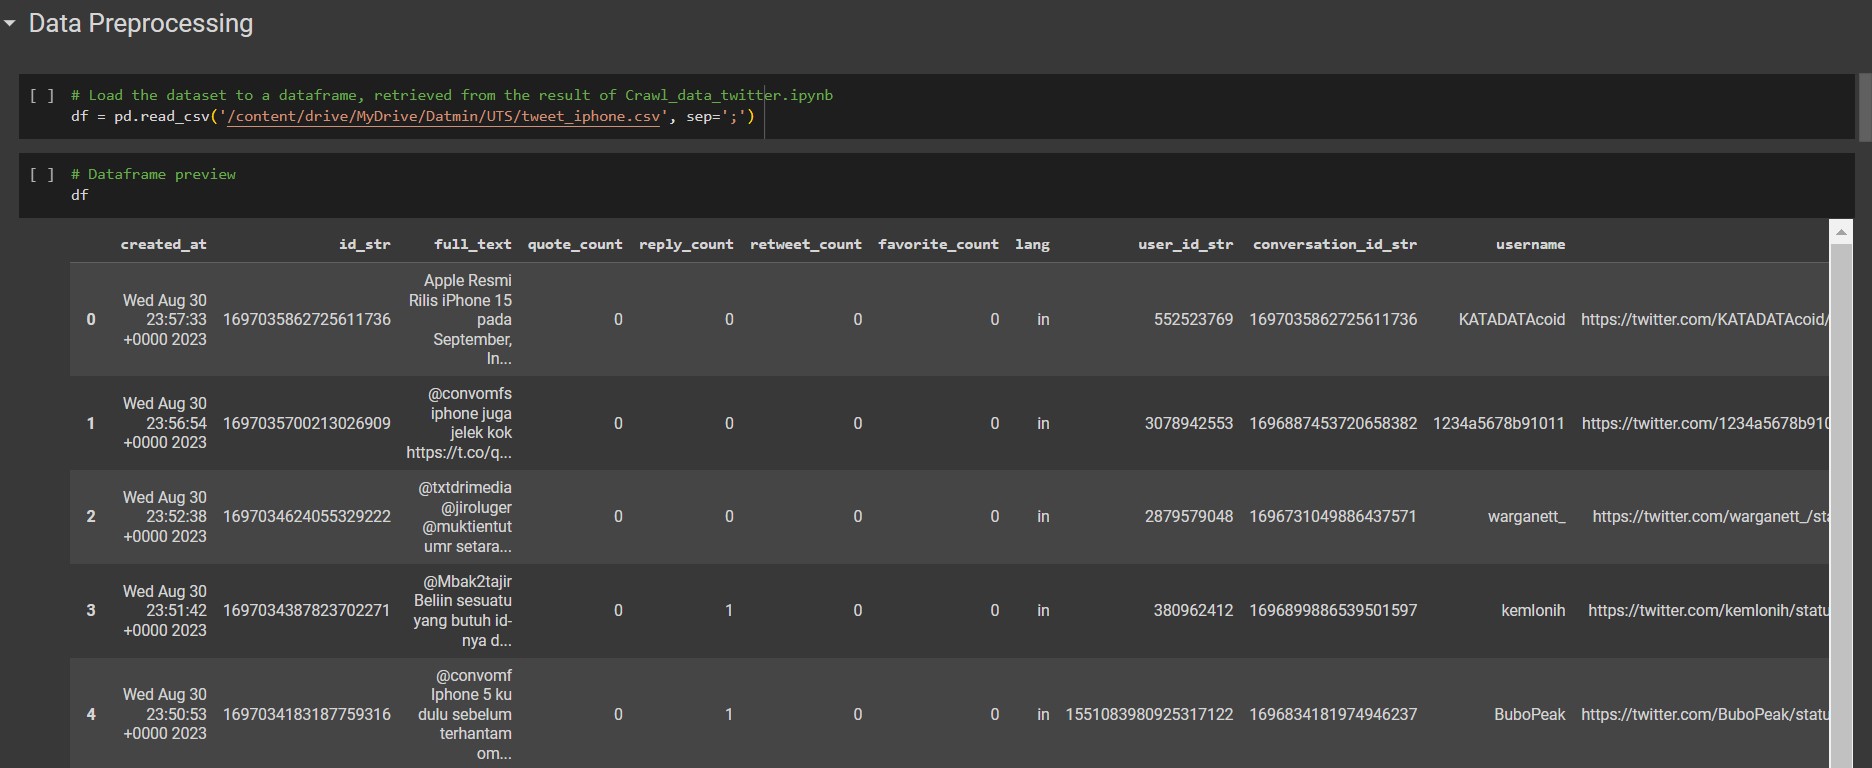 Data Preprocessing
[ ] # Load the dataset to a dataframe, retrieved from the result of Crawl_data_twitter.ipynb
df = pd.read_csv('/content/drive/MyDrive/Datmin/UTS/tweet_iphone.csv', sep=';')
[ ] # Dataframe preview
df
created_at id_str full_text quote_count reply_count retweet_count favorite_count lang user_id_str conversation_id_str username
Apple Resmi
Wed Aug 30 Rilis iPhone 15
0 23:57:33 1697035862725611736 pada 0 0 0 0 in 552523769 1697035862725611736 KATADATAcoid https://twitter.com/KATADATAcoid/
+0000 2023 September,
In...
@convomfs
Wed Aug 30 iphone juga
1 23:56:54 1697035700213026909 jelek kok 0 0 0 0 in 3078942553 1696887453720658382 1234a5678b91011 https://twitter.com/1234a5678b910
+0000 2023 https://t.co/q...
@txtdrimedia
Wed Aug 30 @jiroluger
2 23:52:38 1697034624055329222 @muktientut 0 0 0 0 in 2879579048 1696731049886437571 warganett_ https://twitter.com/warganett_/sta
+0000 2023 umr setara...
@Mbak2tajir
Wed Aug 30 Beliin sesuatu
3 23:51:42 1697034387823702271 yang butuh id- 0 1 0 0 in 380962412 1696899886539501597 kemlonih https://twitter.com/kemlonih/statu
+0000 2023 nya d...
@convomf
Wed Aug 30 Iphone 5 ku
4 23:50:53 1697034183187759316 dulu sebelum 0 1 0 0 in 1551083980925317122 1696834181974946237 BuboPeak https://twitter.com/BuboPeak/statu
+0000 2023 terhantam
om...